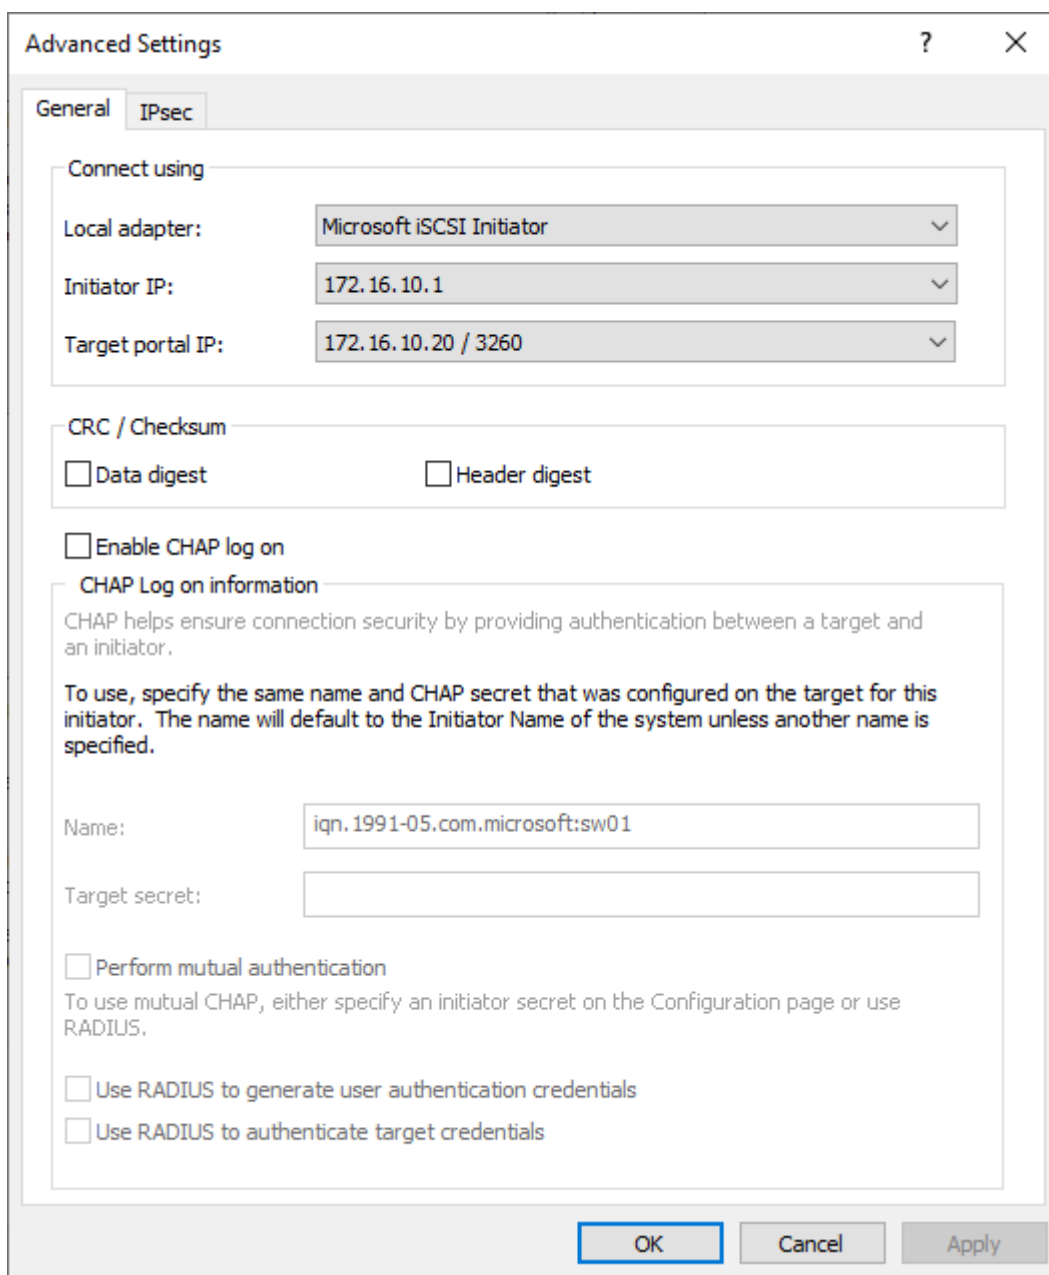 Advanced Settings
?
General
IPsec
Connect using
Local adapter:
Microsoft iSCSI Initiator
Initiator IP:
172.16.10.1
Target portal IP:
172.16.10.20 / 3260
CRC / Checksum
Data digest
Header digest
Enable CHAP log on
CHAP Log on information
CHAP helps ensure connection security by providing authentication between a target and
an initiator.
To use, specify the same name and CHAP secret that was configured on the target for this
initiator.  The name will default to the Initiator Name of the system unless another name is
specified.
Name:
iqn.1991-05.com.microsoft:sw01
Target secret:
Perform mutual authentication
To use mutual CHAP, either specify an initiator secret on the Configuration page or use
RADIUS.
Use RADIUS to generate user authentication credentials
Use RADIUS to authenticate target credentials
OK
Cancel
Apply